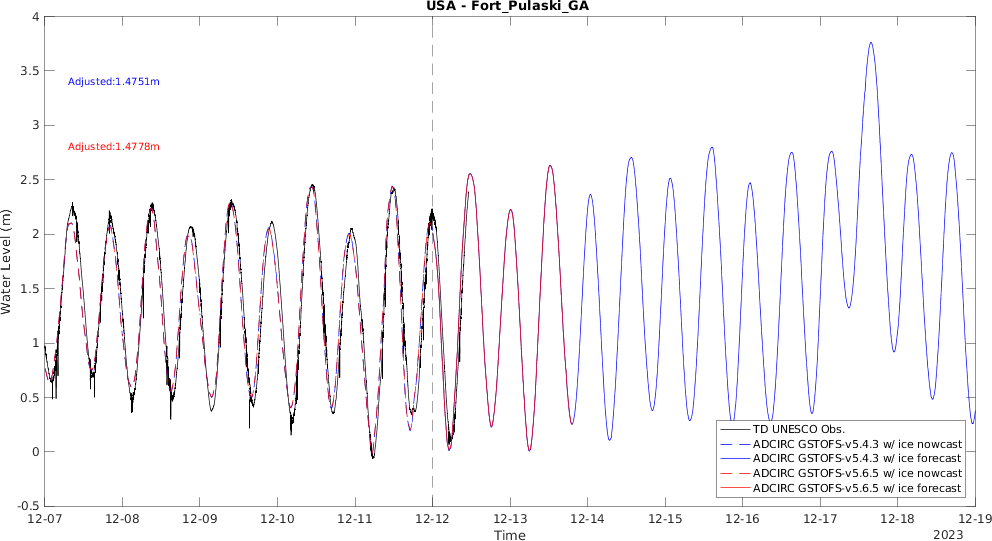 USA - Fort_Pulaski_GA
4
3.5
3
2.5
2
1.5
1
0.5
0
-0.5
Water Level (m)
Adjusted:1.4751m
Adjusted:1.4778m
TD UNESCO Obs.
ADCIRC GSTOFS-v5.4.3 w/ ice nowcast
ADCIRC GSTOFS-v5.4.3 w/ ice forecast
ADCIRC GSTOFS-v5.6.5 w/ ice nowcast
ADCIRC GSTOFS-v5.6.5 w/ ice forecast
12-07 12-08 12-09 12-10 12-11 12-12 12-13 12-14 12-15 12-16 12-17 12-18 12-19
Time
2023